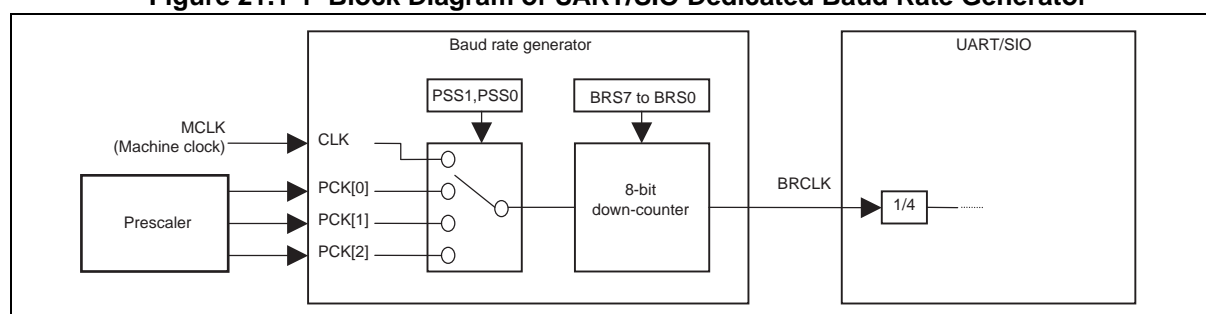 Figure 21.1-1 Block Diagram of UART/SIO Dedicated Baud Rate Generator
Baud rate generator
UART/SIO
PSS1,PSS0
BRS7 to BRS0
MCLK
(Machine clock)
CLK
Prescaler
PCK[0]
PCK[1]
PCK[2]
8-bit
down-counter
BRCLK
1/4